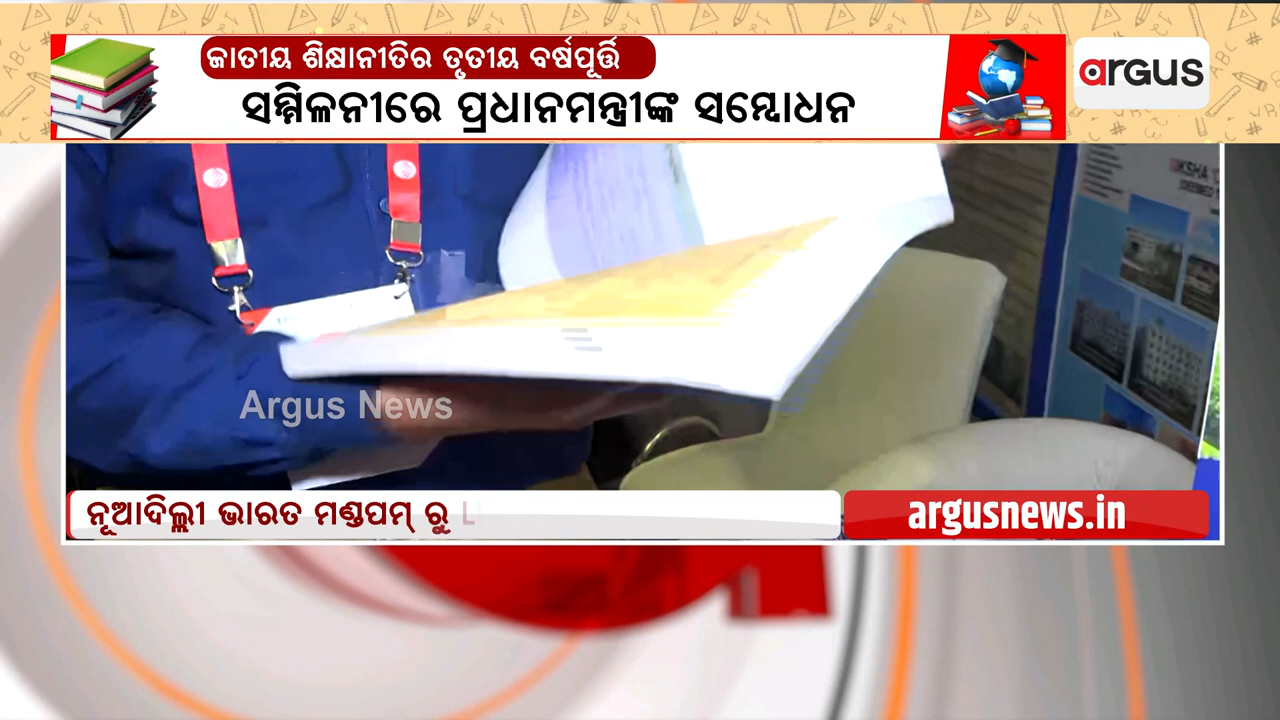 ଜାତୀୟ ଶିକ୍ଷାନୀତିର ତୃତୀୟ ବର୍ଷପୂର୍ତ୍ତି
ସମ୍ମିଳନୀରେ ପ୍ରଧାନମନ୍ତ୍ରୀଙ୍କ ସମ୍ବୋଧନ
argus
Argus News
ନୂଆଦିଲ୍ଲୀ ଭାରତ ମଣ୍ଡପମ୍ ରୁ
argusnews.in